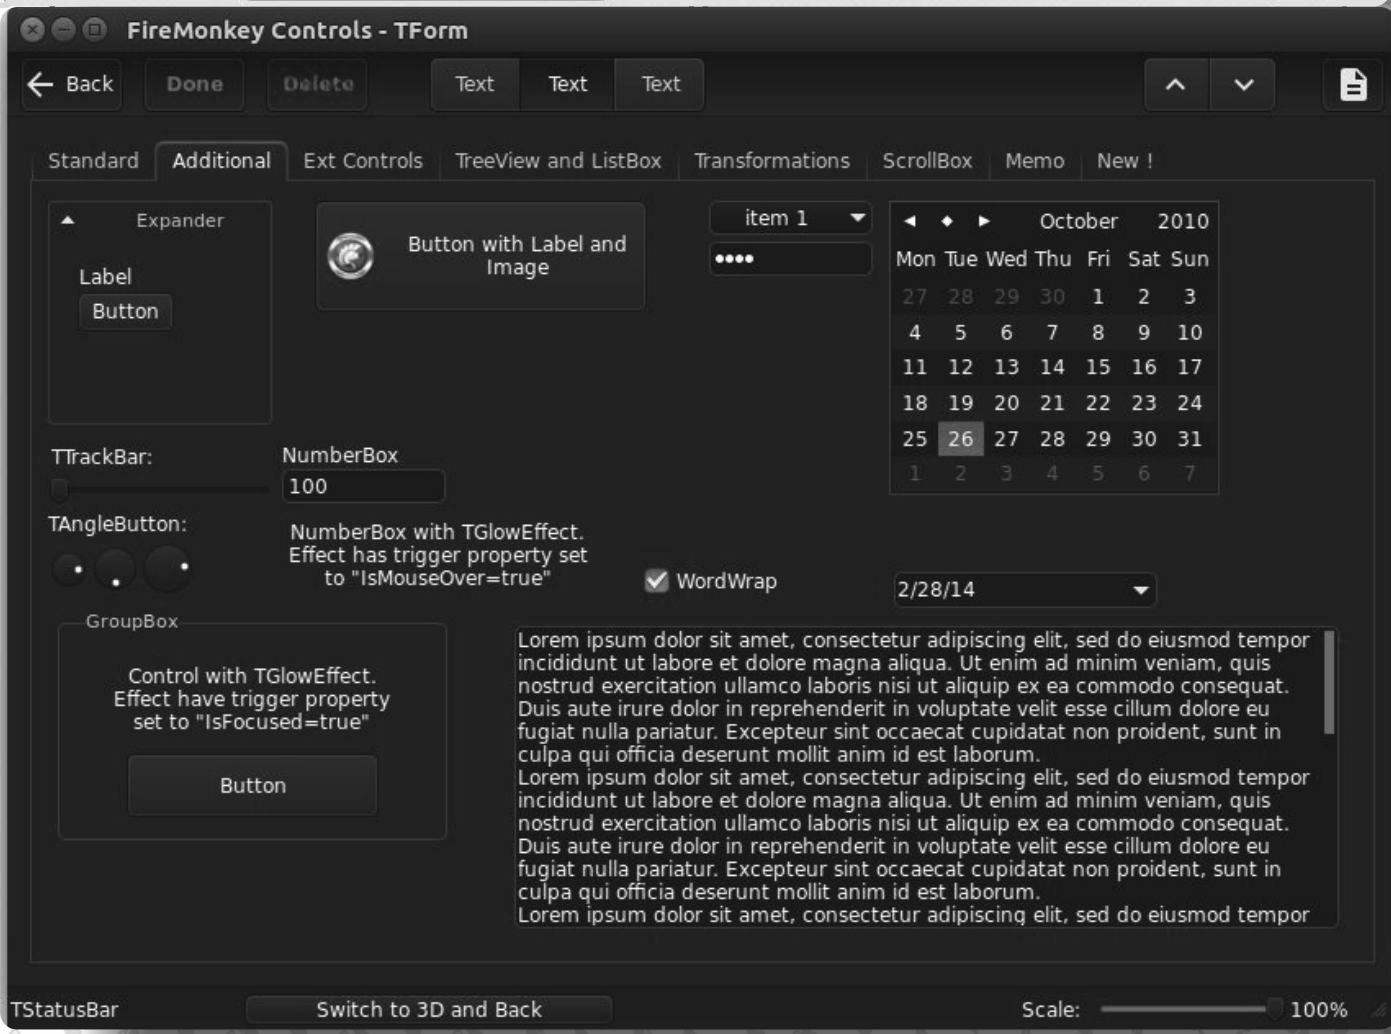 FireMonkey Controls - TForm
Back Done Delete Text Text Text
Standard Additional Ext Controls TreeView and ListBox Transformations ScrollBox Memo New !
Expander
Label
Button
Button with Label and
Image
item 1
••••
October 2010
Mon Tue Wed Thu Fri Sat Sun
27 28 29 30 1 2 3
4 5 6 7 8 9 10
11 12 13 14 15 16 17
18 19 20 21 22 23 24
25 26 27 28 29 30 31
1 2 3 4 5 6 7
TTrackBar:
NumberBox
100
TAngleButton:
NumberBox with TGlowEffect.
Effect has trigger property set
to "IsMouseOver=true"
WordWrap
2/28/14
GroupBox
Control with TGlowEffect.
Effect have trigger property
set to "IsFocused=true"
Button
Lorem ipsum dolor sit amet, consectetur adipiscing elit, sed do eiusmod tempor
incididunt ut labore et dolore magna aliqua. Ut enim ad minim veniam, quis
nostrud exercitation ullamco laboris nisi ut aliquip ex ea commodo consequat.
Duis aute irure dolor in reprehenderit in voluptate velit esse cillum dolore eu
fugiat nulla pariatur. Excepteur sint occaecat cupidatat non proident, sunt in
culpa qui officia deserunt mollit anim id est laborum.
Lorem ipsum dolor sit amet, consectetur adipiscing elit, sed do eiusmod tempor
incididunt ut labore et dolore magna aliqua. Ut enim ad minim veniam, quis
nostrud exercitation ullamco laboris nisi ut aliquip ex ea commodo consequat.
Duis aute irure dolor in reprehenderit in voluptate velit esse cillum dolore eu
fugiat nulla pariatur. Excepteur sint occaecat cupidatat non proident, sunt in
culpa qui officia deserunt mollit anim id est laborum.
Lorem ipsum dolor sit amet, consectetur adipiscing elit, sed do eiusmod tempor
TStatusBar
Switch to 3D and Back
Scale: 100%